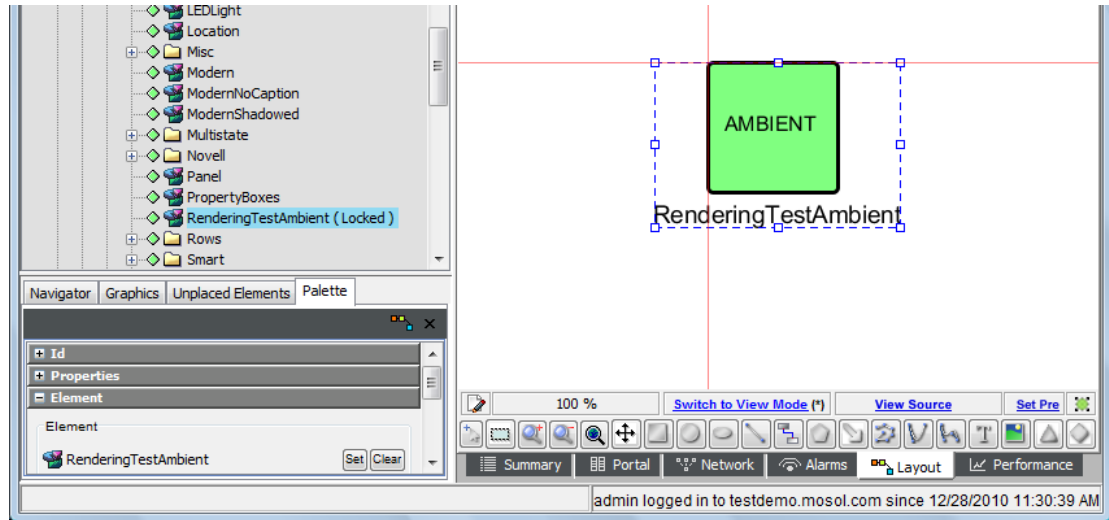 LEDLight
Location
Misc
Modern
ModernNoCaption
ModernShadowed
Multistate
Novell
Panel
PropertyBoxes
RenderingTestAmbient ( Locked )
Rows
Smart
Navigator Graphics Unplaced Elements Palette
Id
Properties
Element
Element
RenderingTestAmbient Set Clear
AMBIENT
RenderingTestAmbient
100 % Switch to View Mode (*) View Source Set Pre
T
Summary Portal Network Alarms Layout Performance
admin logged in to testdemo.mosol.com since 12/28/2010 11:30:39 AM